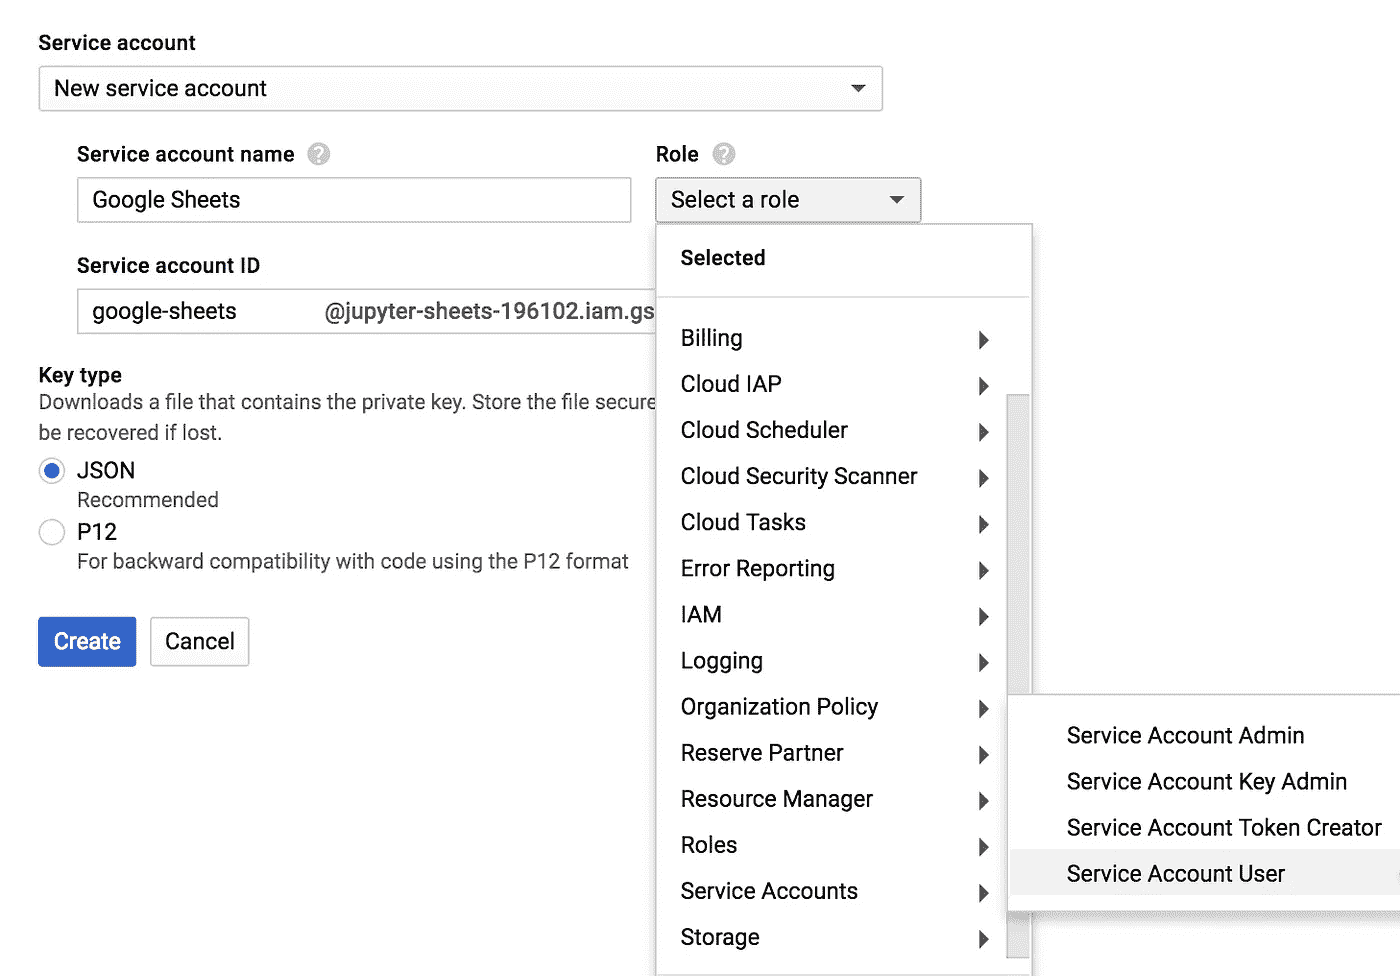 Service account
New service account
Service account name ?
Role ?
Google Sheets
Select a role
Selected
Service account ID
google-sheets @jupyter-sheets-196102.iam.gs
Key type
Downloads a file that contains the private key. Store the file secure
be recovered if lost.
JSON
Recommended
P12
For backward compatibility with code using the P12 format
Create
Cancel
Billing
Cloud IAP
Cloud Scheduler
Cloud Security Scanner
Cloud Tasks
Error Reporting
IAM
Logging
Organization Policy
Reserve Partner
Resource Manager
Roles
Service Accounts
Storage
Service Account Admin
Service Account Key Admin
Service Account Token Creator
Service Account User